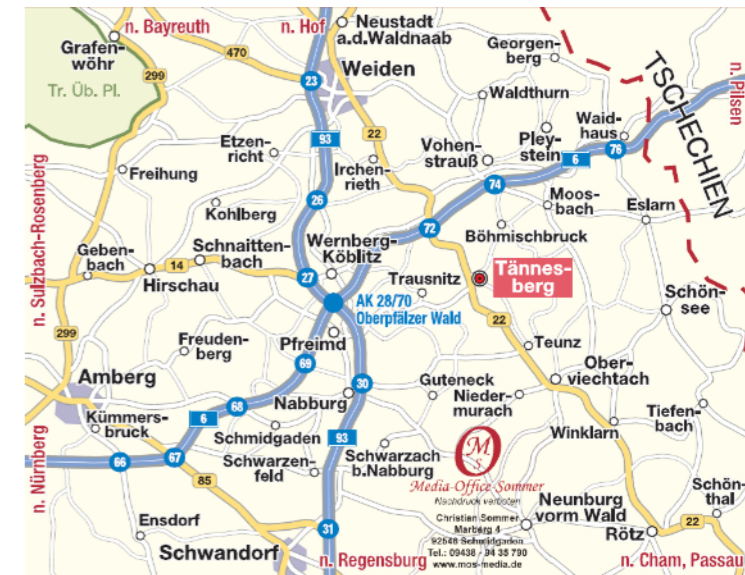 n. Bayreuth
n. Hof
Neustadt
a.d.Waldnaab
Grafen-
wöhr
470
299
23
Weiden
Georgen-
berg
TSCHECHIEN
n. Pilsen
Tr. Üb. Pl.
Waldthurn
Etzen-
richt
93
22
Vohen-
strauß
Pley-
stein
Waid-
haus
6
76
Irchen-
rieth
Freihung
74
26
Kohlberg
Moos-
bach
Eslarn
n. Sulzbach-Rosenberg
72
Böhmischbruck
Geben-
bach
Schnaitten-
bach
Wernberg-
Köblitz
14
Hirschau
27
Trausnitz
Tännes-
berg
AK 28/70
Oberpfälzer Wald
Schön-
see
299
22
Pfreimd
Freuden-
berg
Teunz
69
Amberg
30
Guteneck
Ober-
viechtach
Nieder-
murach
Nabburg
68
6
Kümmers-
bruck
Schmidgaden
Tiefen-
bach
Winklarn
93
n. Nürnberg
66
67
Schwarzen-
feld
Schwarzach
b.Nabburg
M
O
S
Media-Office-Sommer
Nachdruck verboten
85
Christian Sommer
Marberg 4
92546 Schmidgaden
Tel.: 09438 - 94 35 790
www.mos-media.de
Schön-
thal
Neunburg
vorm Wald
Ensdorf
31
22
Rötz
Schwandorf
n. Regensburg
n. Cham, Passau